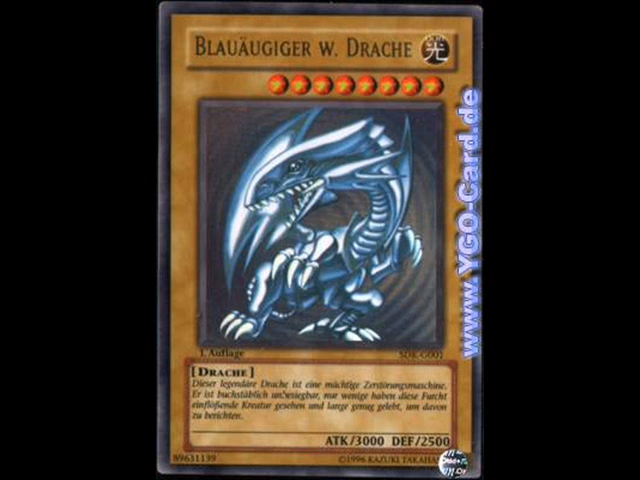 BLAUÄUGIGER W. DRACHE
LIGHT
光
1. Auflage
SDK-G001
[DRACHE]
Dieser legendäre Drache ist eine mächtige Zerstörungsmaschine.
Er ist buchstäblich unbesiegbar, nur wenige haben diese Furcht
einflößende Kreatur gesehen und lange genug gelebt, um davon
zu berichten.
ATK/3000 DEF/2500
89631139
©1996 KAZUKI TAKAHA
www.YGO-Card.de